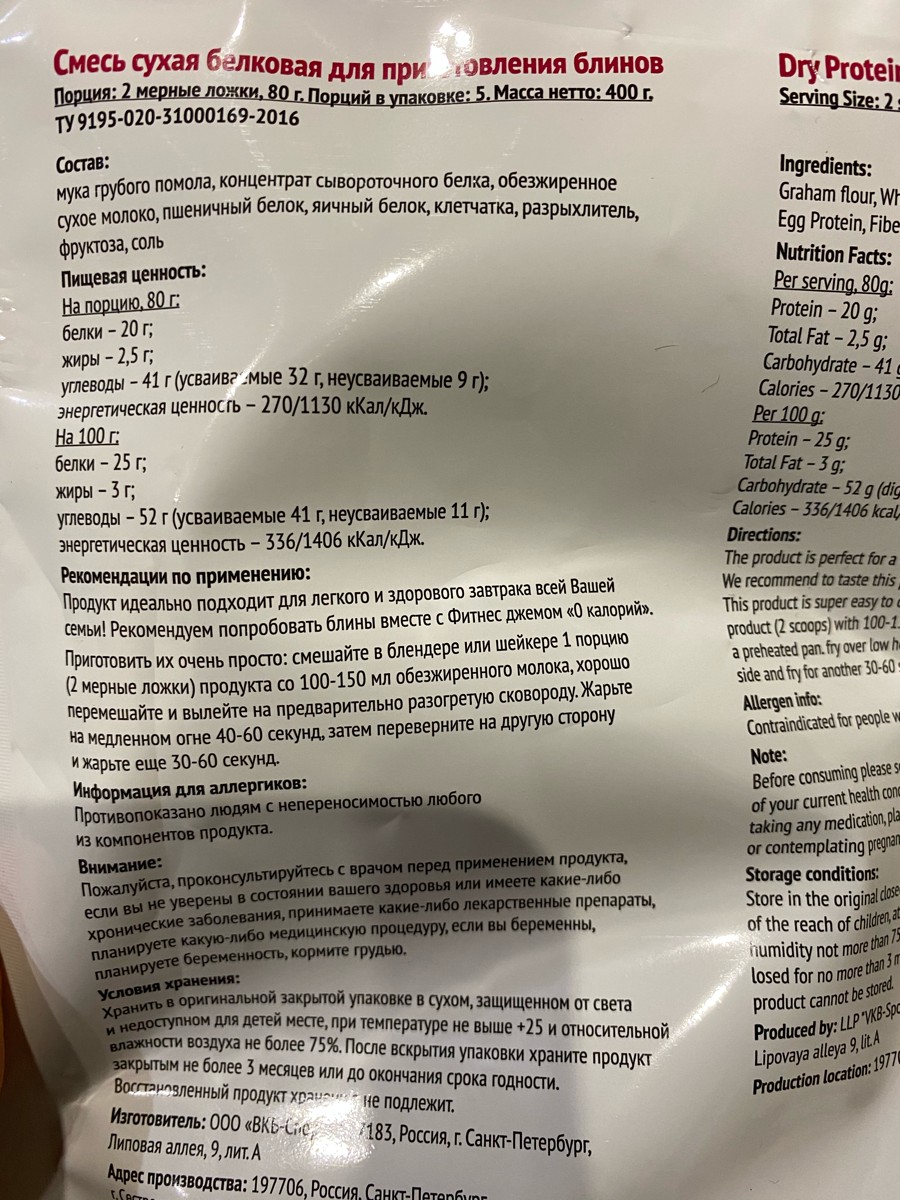 Смесь сухая белковая для блинов
Порция: 2 мерные ложки, 80 г. Порций в упаковке: 5. Масса нетто: 400 г.
ТУ 9195-020-31000169-2016
Состав:
мука грубого помола, концентрат сывороточного белка, обезжиренное
сухое молоко, пшеничный белок, яичный белок, клетчатка, разрыхлитель,
фруктоза, соль
Пищевая ценность:
На порцию, 80 г:
белки – 20 г;
жиры – 2,5 г;
углеводы – 41 г (усваиваемые 32 г, неусваиваемые 9 г);
энергетическая ценность – 270/1130 кКал/кДж.
На 100 г:
белки – 25 г;
жиры – 3 г;
углеводы – 52 г (усваиваемые 41 г, неусваиваемые 11 г);
энергетическая ценность – 336/1406 кКал/кДж.
Рекомендации по применению:
Продукт идеально подходит для легкого и здорового завтрака всей Вашей
семьи! Рекомендуем попробовать блины вместе с Фитнес джемом «0 калорий».
Приготовить их очень просто: смешайте в блендере или шейкере 1 порцию
(2 мерные ложки) продукта со 100-150 мл обезжиренного молока, хорошо
перемешайте и вылейте на предварительно разогретую сковороду. Жарьте
на медленном огне 40-60 секунд, затем переверните на другую сторону
и жарьте еще 30-60 секунд.
Информация для аллергиков:
Противопоказано людям с непереносимостью любого
из компонентов продукта.
Внимание:
Пожалуйста, проконсультируйтесь с врачом перед применением продукта,
если вы не уверены в состоянии вашего здоровья или имеете какие-либо
хронические заболевания, принимаете какие-либо лекарственные препараты,
планируете какую-либо медицинскую процедуру, если вы беременны,
планируете беременность, кормите грудью.
Условия хранения:
Хранить в оригинальной закрытой упаковке в сухом, защищенном от света
и недоступном для детей месте, при температуре не выше +25 и относительной
влажности воздуха не более 75%. После вскрытия упаковки храните продукт
закрытым не более 3 месяцев или до окончания срока годности.
Восстановленный продукт не подлежит.
Изготовитель: ООО Россия, г. Санкт-Петербург,
Липовая аллея, 9, лит. А
Адрес производства: 197706, Россия, Санкт-Петербург
Dry Protein
Serving Size: 2
Ingredients:
Graham flour,
Egg Protein,
Nutrition Facts:
Per serving, 80g:
Protein – 20 g;
Total Fat – 2,5 g;
Carbohydrate – 41
Calories – 270/1130
Per 100 g:
Protein – 25 g;
Total Fat – 3 g;
Carbohydrate – 52 g
Calories – 336/1406 kcal
Directions:
The product is perfect for a
We recommend to taste this
This product is super easy to
product (2 scoops) with
a preheated pan. fry over low
side and fry for another 30-60
Allergen info:
Contraindicated for people
Note:
Before consuming please
of your current health
taking any medication,
or contemplating
Storage conditions:
Store in the original
of the reach of children,
humidity not more than 75
losed for no more than 3
product cannot be stored.
Produced by: LLP
Lipovaya alleya 9, lit. A
Production location: